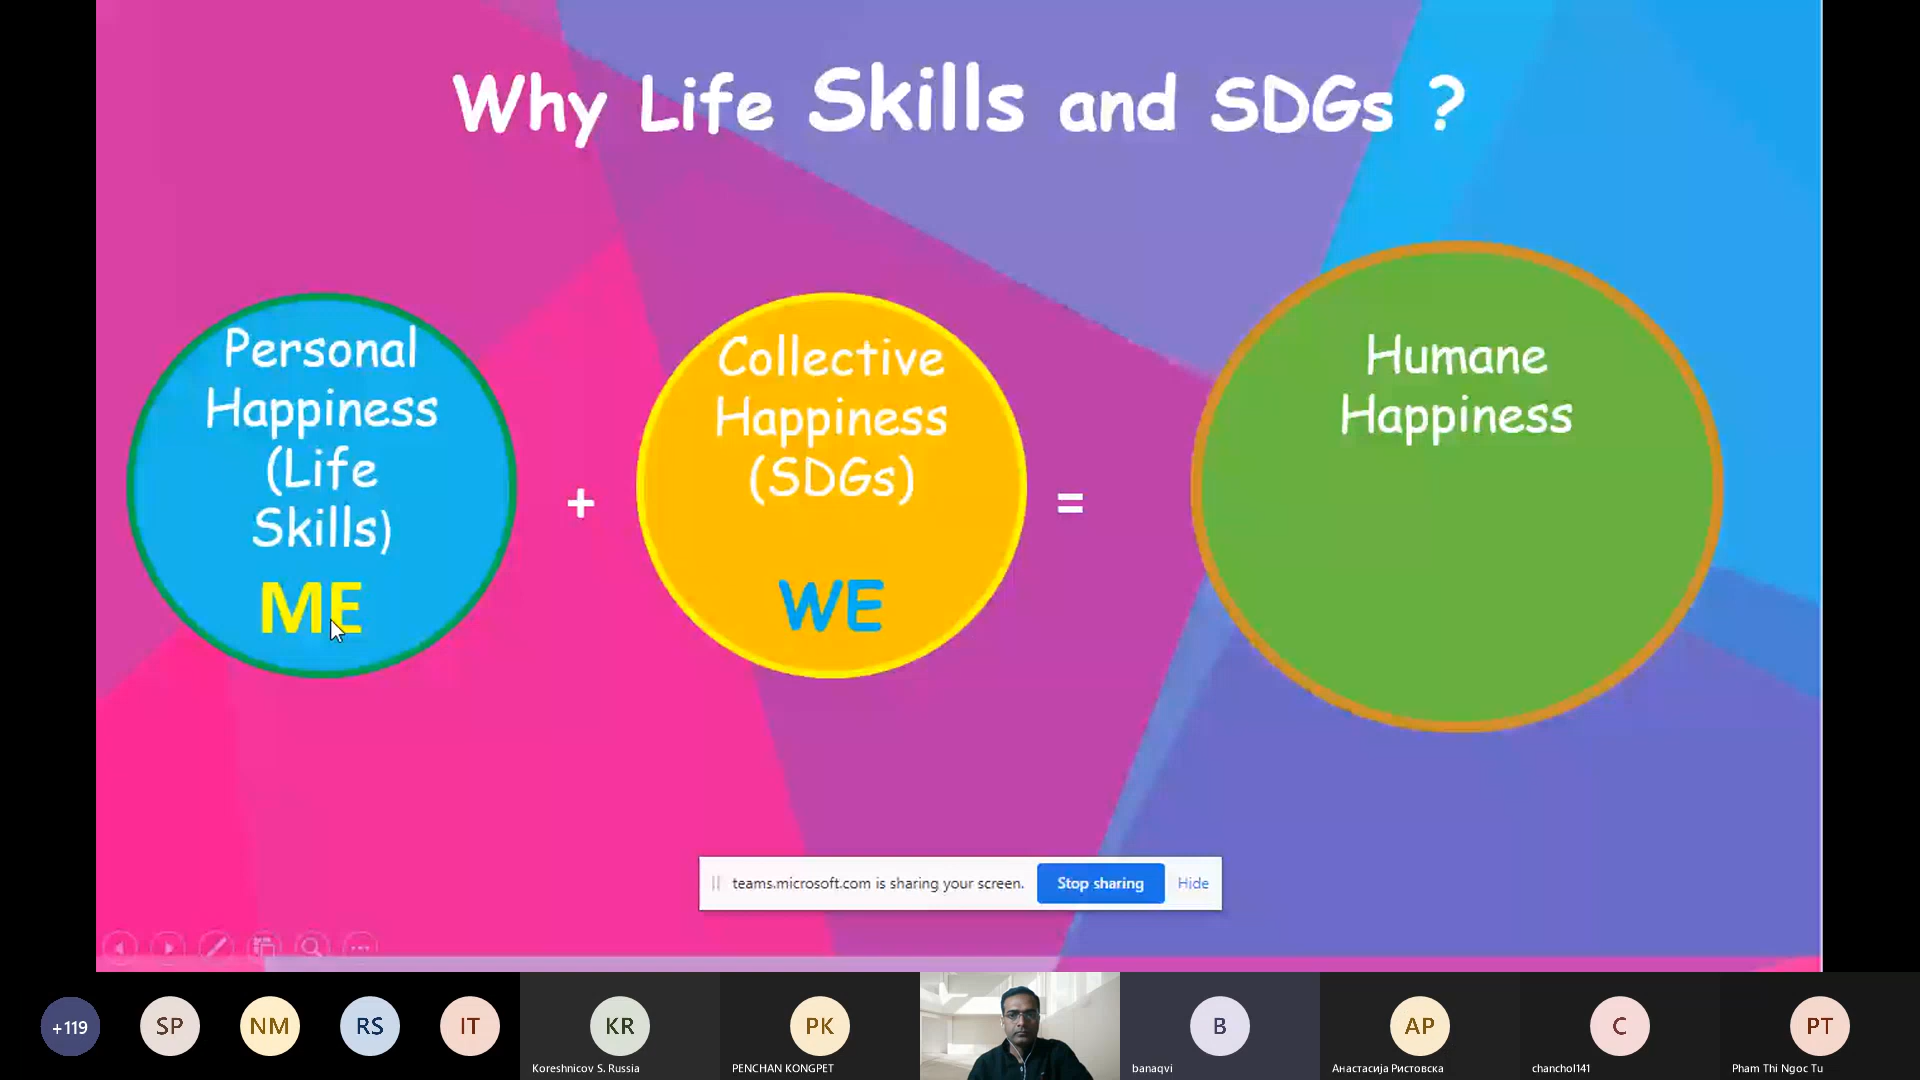 Why Life Skills and SDGs ?
Personal
Happiness
(Life
Skills)
ME
+
Collective
Happiness
(SDGs)
WE
=
Humane
Happiness
teams.microsoft.com is sharing your screen.
Stop sharing
Hide
+119
SP
NM
RS
IT
KR
Koreshnicov S. Russia
PK
PENCHAN KONGPET
B
banaqvi
AP
Анастасија Ристовска
C
chanchol141
PT
Pham Thi Ngoc Tu